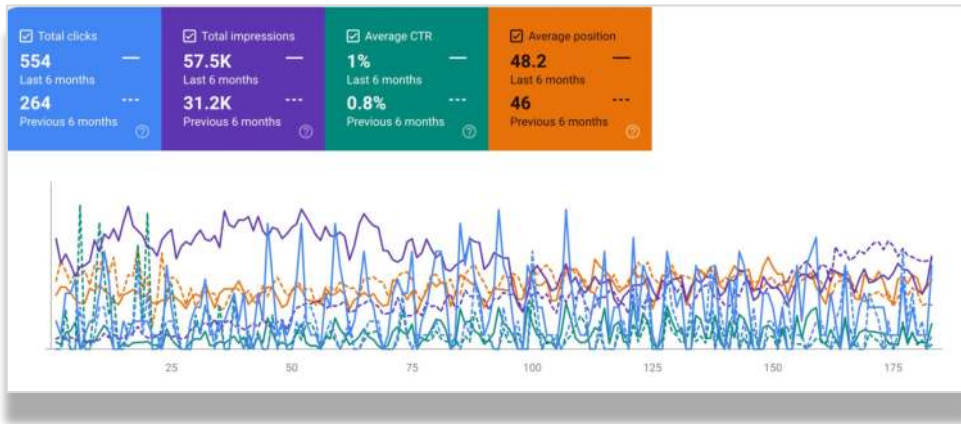 Total clicks
554
Last 6 months
264
Previous 6 months
Total impressions
57.5K
Last 6 months
31.2K
Previous 6 months
Average CTR
1%
Last 6 months
0.8%
Previous 6 months
Average position
48.2
Last 6 months
46
Previous 6 months
25 50 75 100 125 150 175